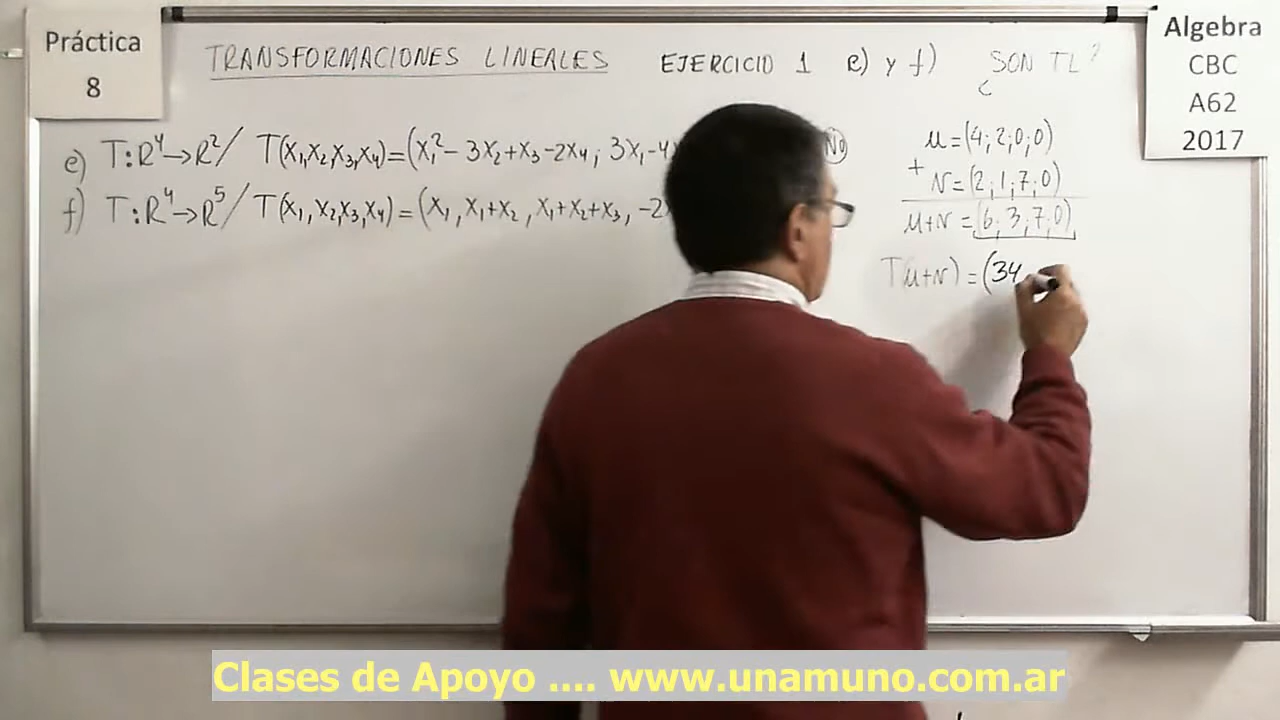 Práctica
8
TRANSFORMACIONES LINEALES EJERCICIO 1 e) y f) ¿SON TL?
Algebra
CBC
A62
2017
e) T:R⁴→R²/ T(x₁,x₂,x₃,x₄)=(x₁²-3x₂+x₃-2x₄; 3x₁-4 No
f) T:R⁴→R⁵/ T(x₁,x₂,x₃,x₄)=(x₁,x₁+x₂,x₁+x₂+x₃,-2
u=(4;2;0;0)
+ v=(2;1;7;0)
u+v=(6;3;7;0)
T(u+v)=(34
Clases de Apoyo .... www.unamuno.com.ar